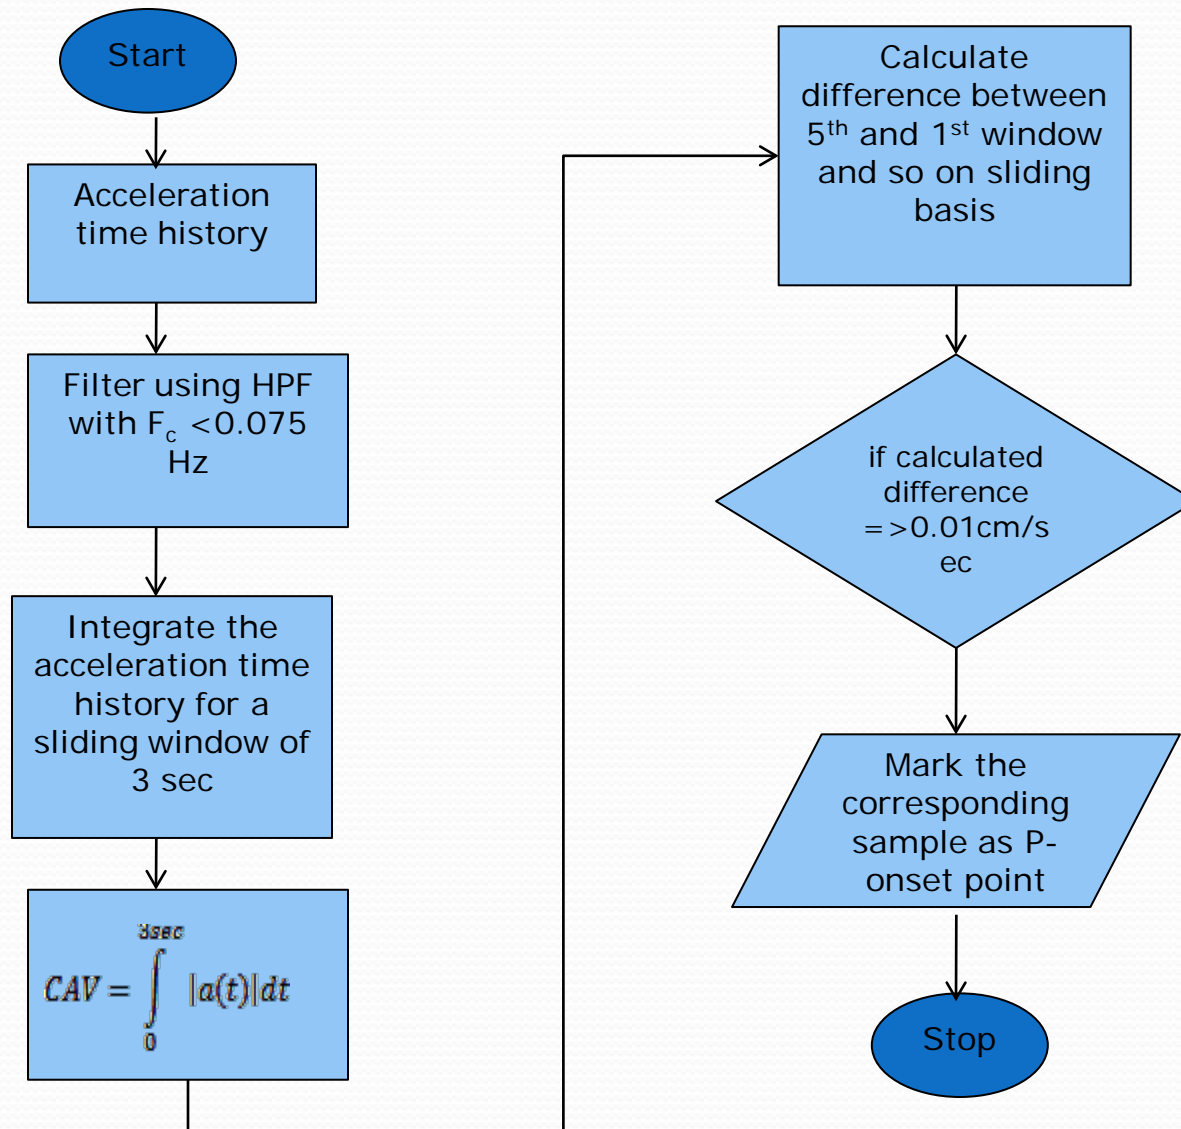 Start
Acceleration
time history
Filter using HPF
with Fc <0.075
Hz
Integrate the
acceleration time
history for a
sliding window of
3 sec
3sec
CAV = ∫ |a(t)|dt
0
Calculate
difference between
5th and 1st window
and so on sliding
basis
if calculated
difference
=>0.01cm/s
ec
Mark the
corresponding
sample as P-
onset point
Stop